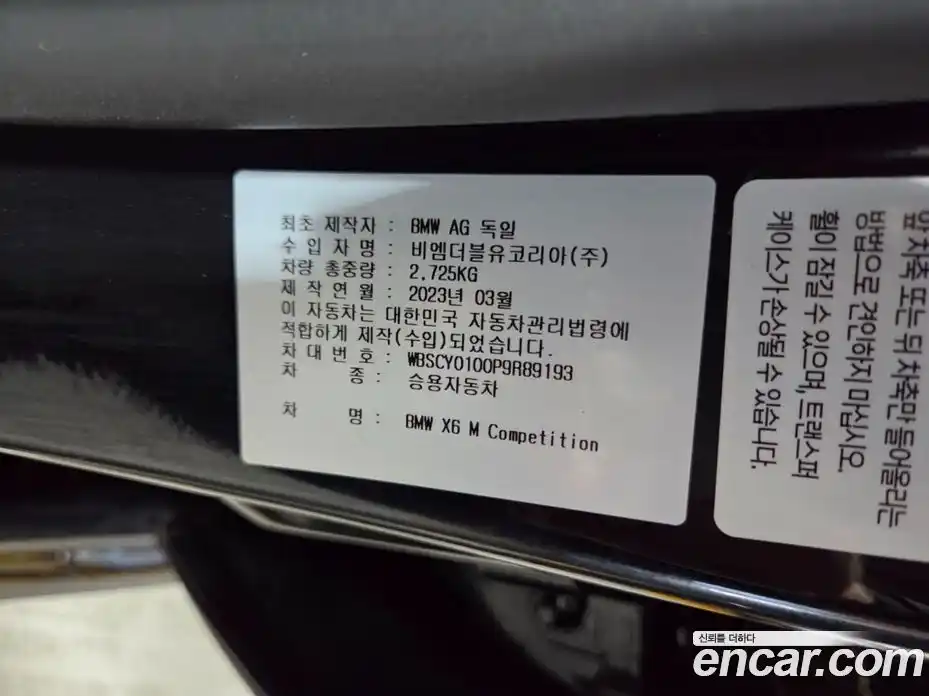 최초 제작자 : BMW AG 독일
수 입 자 명 : 비엠더블유코리아(주)
차량 총중량 : 2.725KG
제 작 연 월 : 2023년 03월
이 자동차는 대한민국 자동차관리법령에
적합하게 제작(수입)되었습니다.
차 대 번 호 : WBSCY0100P9R89193
차 종 : 승용자동차
차 명 : BMW X6 M Competition
앞 차축 또는 뒤 차축만 들어올리는
방법으로 견인하지 마십시오.
휠이 잠길 수 있으며, 트랜스퍼
케이스가 손상될 수 있습니다.
신뢰를 더하다
encar.com